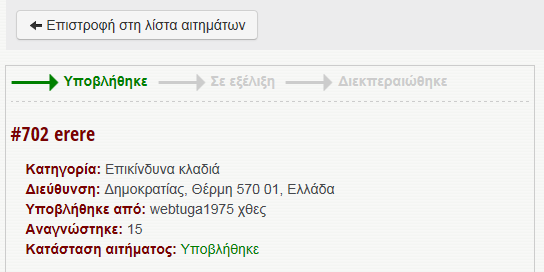 Επιστροφή στη λίστα αιτημάτων
Υποβλήθηκε Σε εξέλιξη Διεκπεραιώθηκε
#702 erere
Κατηγορία: Επικίνδυνα κλαδιά
Διεύθυνση: Δημοκρατίας, Θέρμη 570 01, Ελλάδα
Υποβλήθηκε από: webtuga1975 χθες
Αναγνώστηκε: 15
Κατάσταση αιτήματος: Υποβλήθηκε